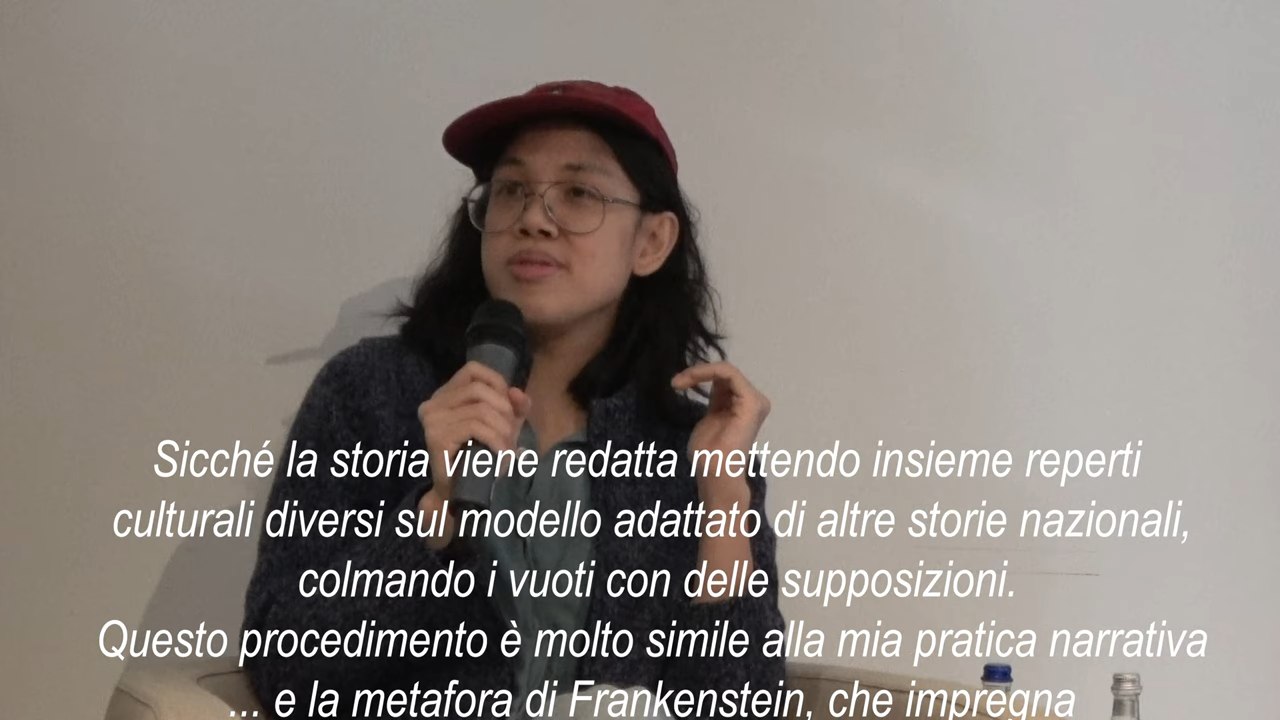 Sicché la storia viene redatta mettendo insieme reperti
culturali diversi sul modello adattato di altre storie nazionali,
colmando i vuoti con delle supposizioni.
Questo procedimento è molto simile alla mia pratica narrativa
... e la metafora di Frankenstein, che impregna